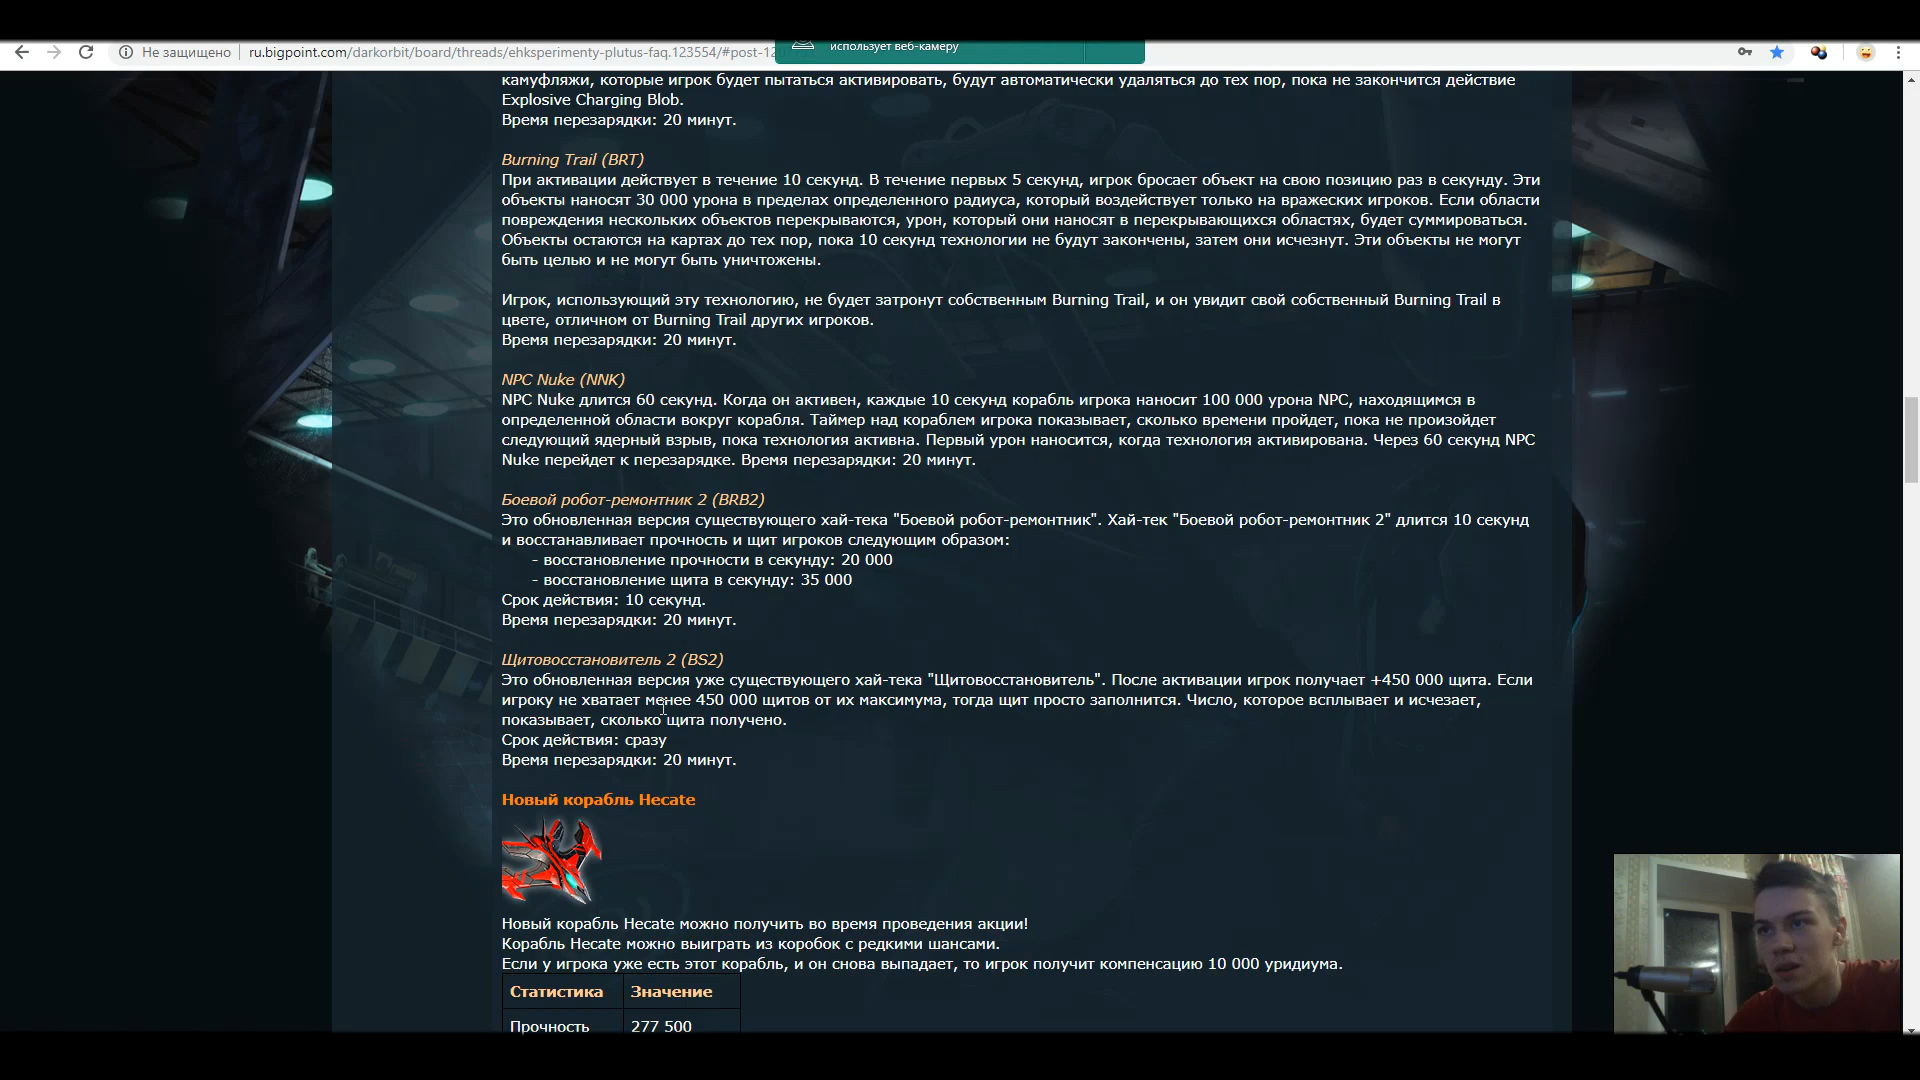 Не защищено
ru.bigpoint.com/darkorbit/board/threads/ehksperimenty-plutus-faq.123554/#post-12
использует веб-камеру
камуфляжи, которые игрок будет пытаться активировать, будут автоматически удаляться до тех пор, пока не закончится действие
Explosive Charging Blob.
Время перезарядки: 20 минут.
Burning Trail (BRT)
При активации действует в течение 10 секунд. В течение первых 5 секунд, игрок бросает объект на свою позицию раз в секунду. Эти
объекты наносят 30 000 урона в пределах определенного радиуса, который воздействует только на вражеских игроков. Если области
повреждения нескольких объектов перекрываются, урон, который они наносят в перекрывающихся областях, будет суммироваться.
Объекты остаются на картах до тех пор, пока 10 секунд технологии не будут закончены, затем они исчезнут. Эти объекты не могут
быть целью и не могут быть уничтожены.
Игрок, использующий эту технологию, не будет затронут собственным Burning Trail, и он увидит свой собственный Burning Trail в
цвете, отличном от Burning Trail других игроков.
Время перезарядки: 20 минут.
NPC Nuke (NNK)
NPC Nuke длится 60 секунд. Когда он активен, каждые 10 секунд корабль игрока наносит 100 000 урона NPC, находящимся в
определенной области вокруг корабля. Таймер над кораблем игрока показывает, сколько времени пройдет, пока не произойдет
следующий ядерный взрыв, пока технология активна. Первый урон наносится, когда технология активирована. Через 60 секунд NPC
Nuke перейдет к перезарядке. Время перезарядки: 20 минут.
Боевой робот-ремонтник 2 (BRB2)
Это обновленная версия существующего хай-тека "Боевой робот-ремонтник". Хай-тек "Боевой робот-ремонтник 2" длится 10 секунд
и восстанавливает прочность и щит игроков следующим образом:
- восстановление прочности в секунду: 20 000
- восстановление щита в секунду: 35 000
Срок действия: 10 секунд.
Время перезарядки: 20 минут.
Щитовосстановитель 2 (BS2)
Это обновленная версия уже существующего хай-тека "Щитовосстановитель". После активации игрок получает +450 000 щита. Если
игроку не хватает менее 450 000 щитов от их максимума, тогда щит просто заполнится. Число, которое всплывает и исчезает,
показывает, сколько щита получено.
Срок действия: сразу
Время перезарядки: 20 минут.
Новый корабль Hecate
Новый корабль Hecate можно получить во время проведения акции!
Корабль Hecate можно выиграть из коробок с редкими шансами.
Если у игрока уже есть этот корабль, и он снова выпадает, то игрок получит компенсацию 10 000 уридиума.
Статистика Значение
Прочность 277 500